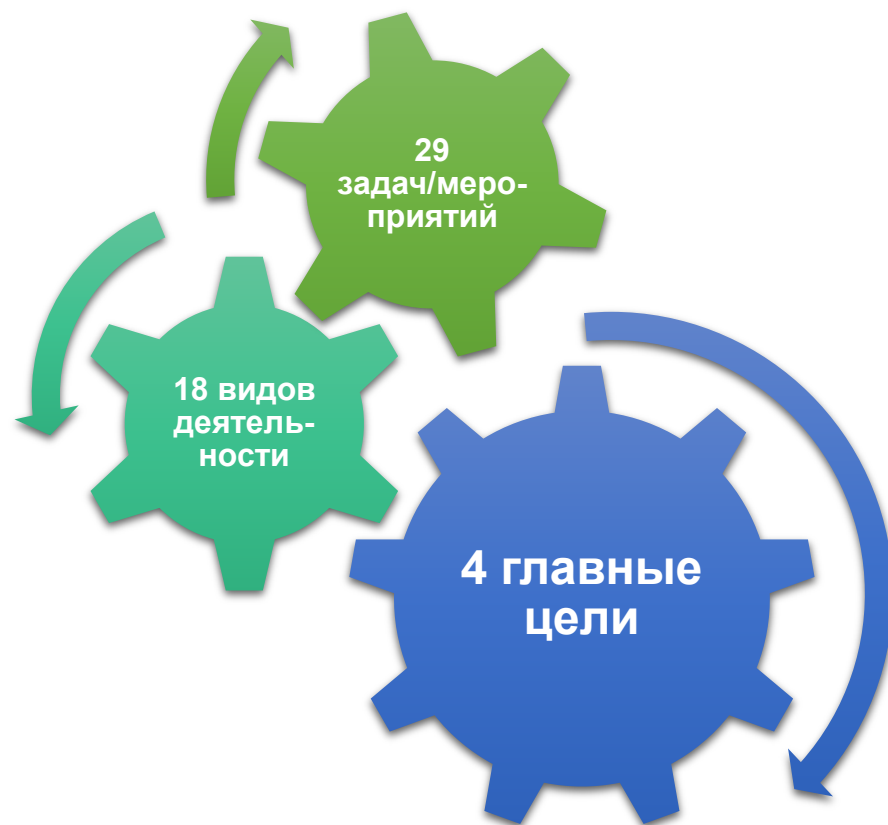 29
задач/меро-
приятий
18 видов
деятель-
ности
4 главные
цели